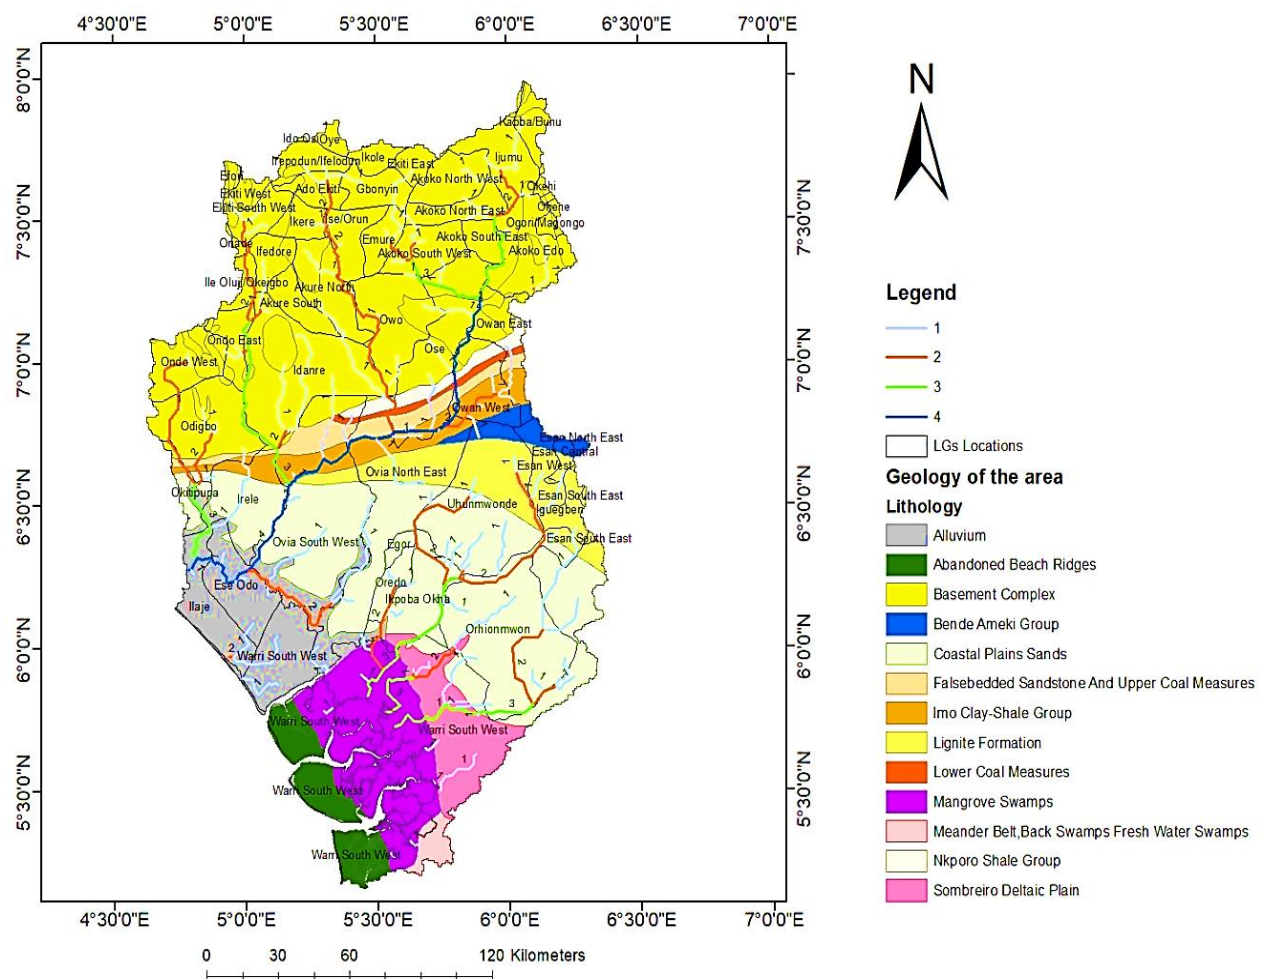 4°30'0"E 5°0'0"E 5°30'0"E 6°0'0"E 6°30'0"E 7°0'0"E
8°0'0"N
7°30'0"N
7°0'0"N
6°30'0"N
6°0'0"N
5°30'0"N
7°30'0"N
7°0'0"N
6°30'0"N
6°0'0"N
5°30'0"N
Kabba/Bunu
Ido Osi Oye
Irepodun/Ifelodun Ikole
Ekiti East
Ijumu
Efon
Ekiti West
Ado Ekiti
Gbonyin
Akoko North West
Okehi
Ekiti South West
Ikere
Ise/Orun
Akoko North East
Okene
Ogori/Magongo
Ifedore
Emure
Akoko South East
Akoko South West
Akoko Edo
Ile Oluji/Okeigbo
Akure North
Akure South
Owo
Owan East
Ondo East
Ose
Ondo West
Idanre
Owan West
Odigbo
Esan North East
Esan Central
Esan West
Ovia North East
Okitipupa
Irele
Uhunmwonde
Esan South East
Igueben
Ovia South West
Egor
Esan South East
Ese Odo
Oredo
Ikpoba Okha
Ilaje
Orhionmwon
Warri South West
Warri South West
Warri South West
Warri South West
Warri South West
4°30'0"E 5°0'0"E 5°30'0"E 6°0'0"E 6°30'0"E 7°0'0"E
0 30 60 120 Kilometers
N
Legend
1
2
3
4
LGs Locations
Geology of the area
Lithology
Alluvium
Abandoned Beach Ridges
Basement Complex
Bende Ameki Group
Coastal Plains Sands
Falsebedded Sandstone And Upper Coal Measures
Imo Clay-Shale Group
Lignite Formation
Lower Coal Measures
Mangrove Swamps
Meander Belt,Back Swamps Fresh Water Swamps
Nkporo Shale Group
Sombreiro Deltaic Plain